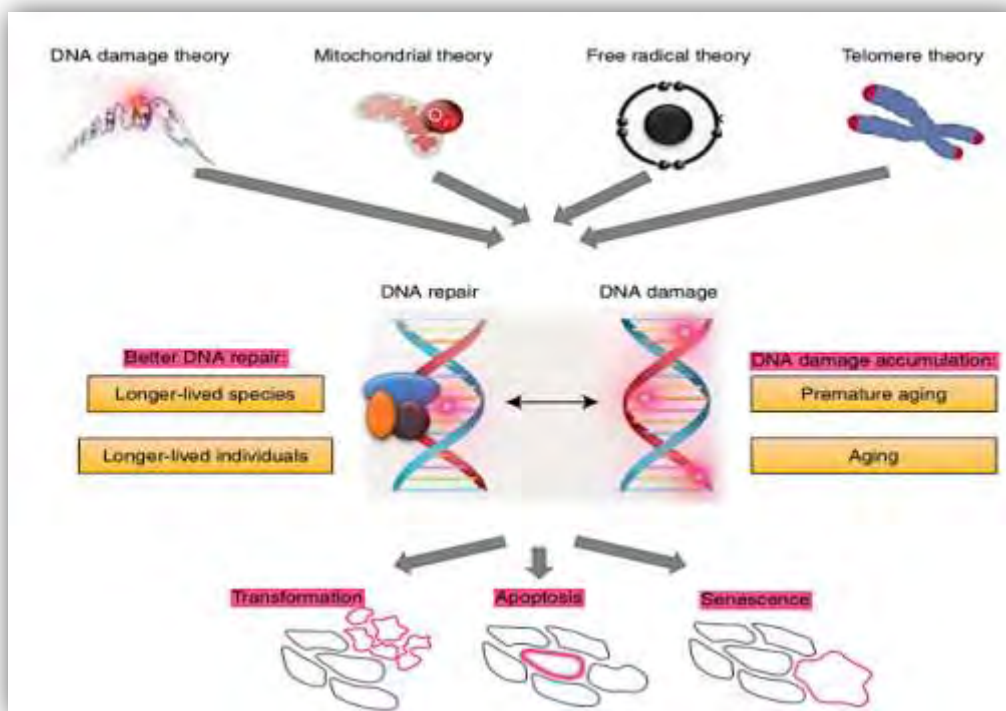 DNA damage theory
Mitochondrial theory
Free radical theory
Telomere theory
DNA repair
DNA damage
Better DNA repair:
Longer-lived species
Longer-lived individuals
DNA damage accumulation:
Premature aging
Aging
Transformation
Apoptosis
Senescence